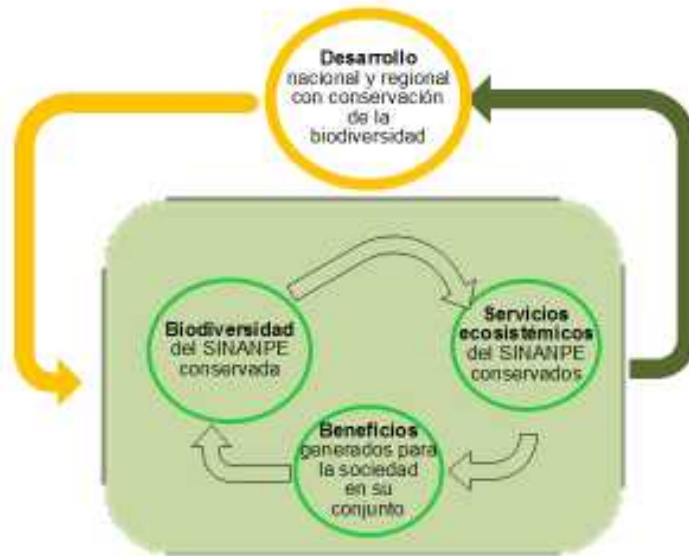 Desarrollo
nacional y regional
con conservación
de la
biodiversidad
Biodiversidad
del SINANPE
conservada
Servicios
ecosistémicos
del SINANPE
conservados
Beneficios
generados para
la sociedad
en su
conjunto